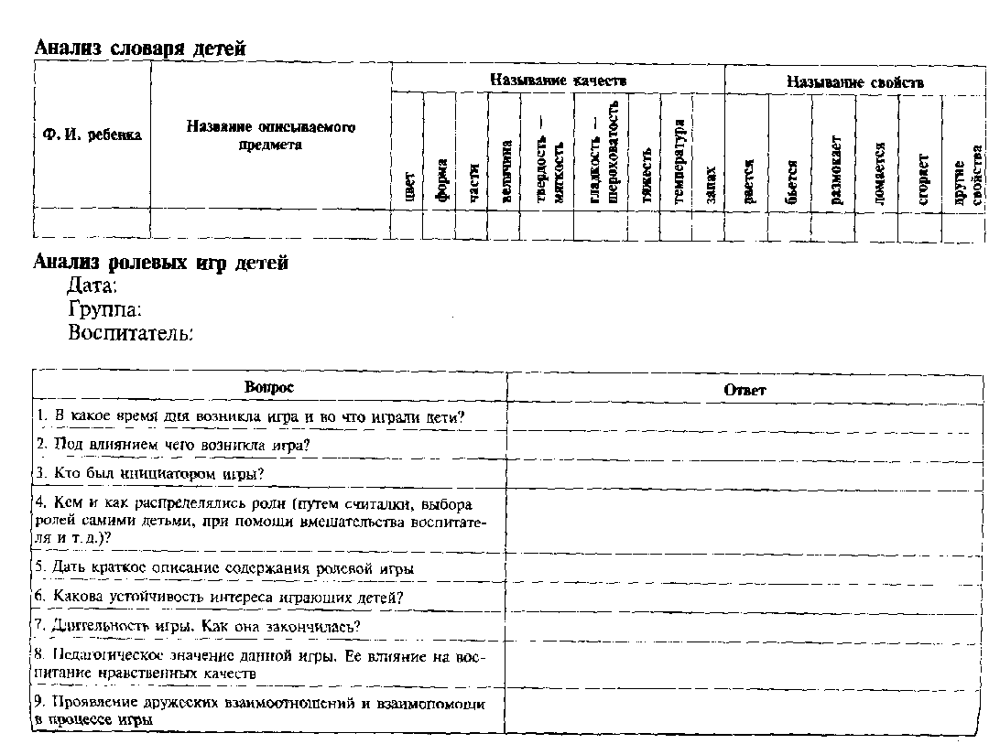 Анализ словаря детей
Ф. И. ребенка
Название описываемого
предмета
Называние качеств
Называние свойств
цвет
форма
части
величина
твердость —
мягкость
гладкость —
шероховатость
тяжесть
температура
запах
рвется
бьется
размокает
ломается
сгорает
другие
свойства
Анализ ролевых игр детей
Дата:
Группа:
Воспитатель:
Вопрос
Ответ
1. В какое время дня возникла игра и во что играли дети?
2. Под влиянием чего возникла игра?
3. Кто был инициатором игры?
4. Кем и как распределялись роли (путем считалки, выбора
ролей самими детьми, при помощи вмешательства воспитате-
ля и т.д.)?
5. Дать краткое описание содержания ролевой игры
6. Какова устойчивость интереса играющих детей?
7. Длительность игры. Как она закончилась?
8. Педагогическое значение данной игры. Ее влияние на вос-
питание нравственных качеств
9. Проявление дружеских взаимоотношений и взаимопомощи
в процессе игры